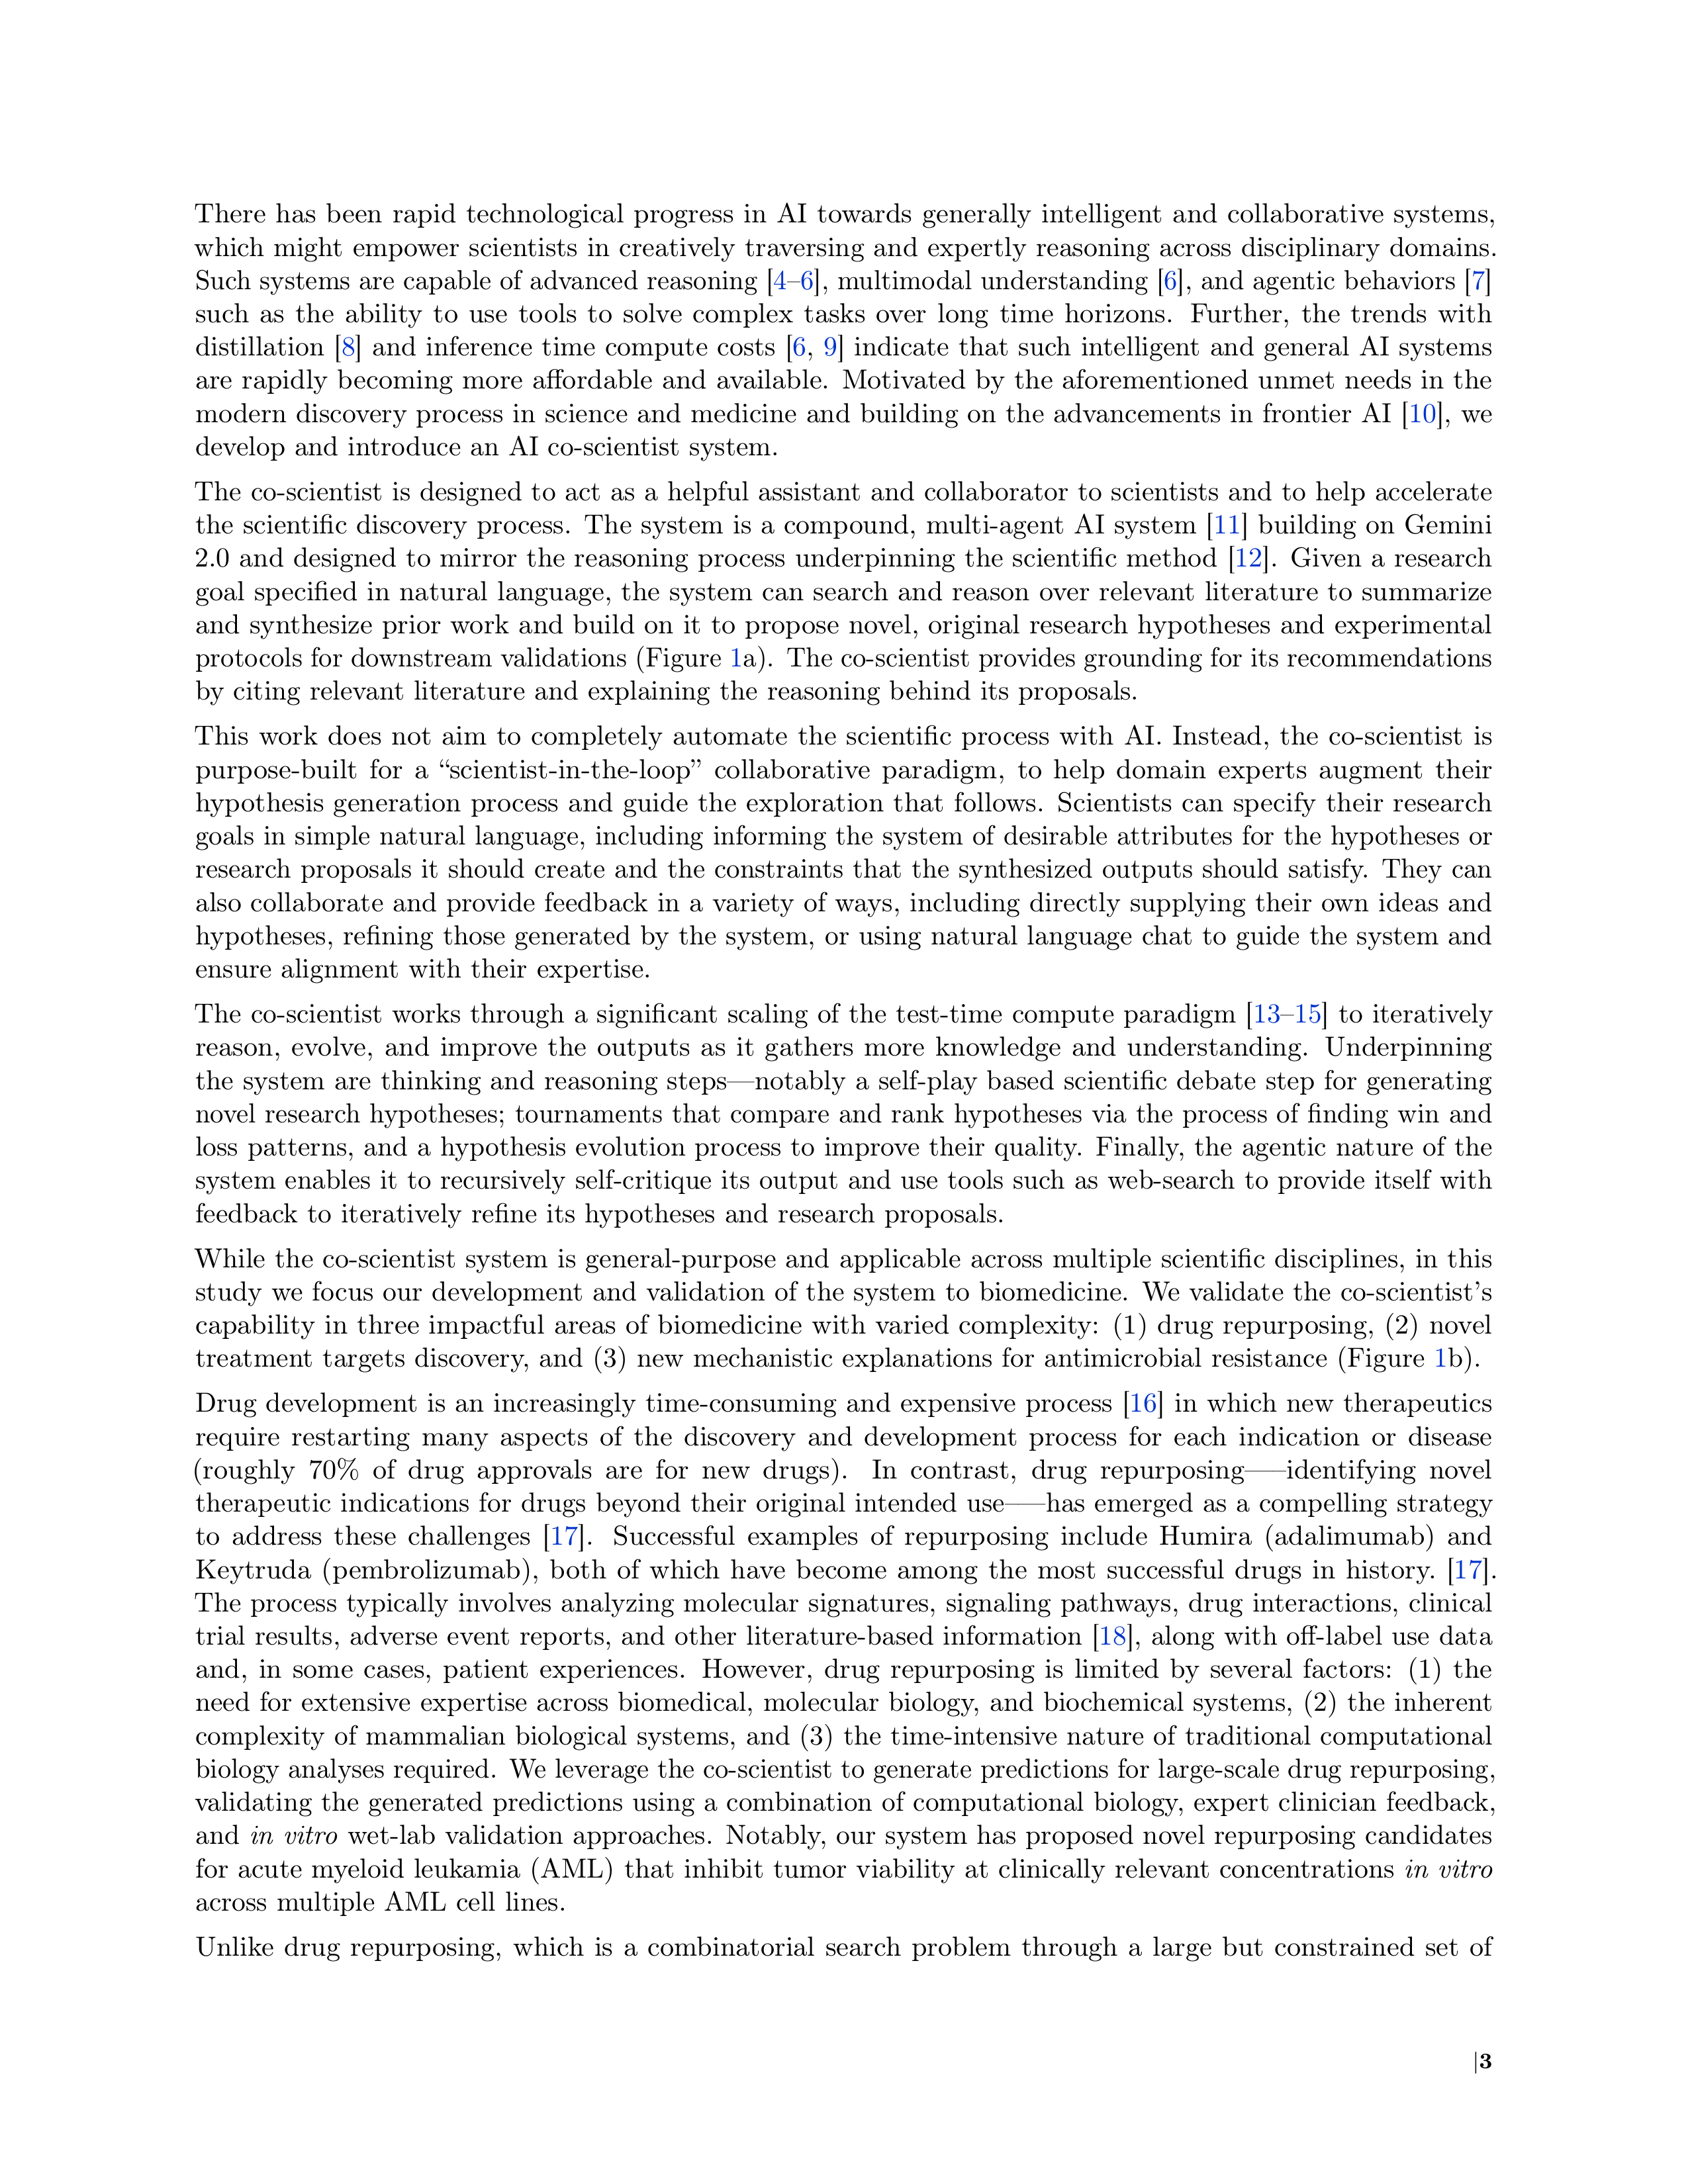 There has been rapid technological progress in AI towards generally intelligent and collaborative systems,
which might empower scientists in creatively traversing and expertly reasoning across disciplinary domains.
Such systems are capable of advanced reasoning [4–6], multimodal understanding [6], and agentic behaviors [7]
such as the ability to use tools to solve complex tasks over long time horizons. Further, the trends with
distillation [8] and inference time compute costs [6, 9] indicate that such intelligent and general AI systems
are rapidly becoming more affordable and available. Motivated by the aforementioned unmet needs in the
modern discovery process in science and medicine and building on the advancements in frontier AI [10], we
develop and introduce an AI co-scientist system.
The co-scientist is designed to act as a helpful assistant and collaborator to scientists and to help accelerate
the scientific discovery process. The system is a compound, multi-agent AI system [11] building on Gemini
2.0 and designed to mirror the reasoning process underpinning the scientific method [12]. Given a research
goal specified in natural language, the system can search and reason over relevant literature to summarize
and synthesize prior work and build on it to propose novel, original research hypotheses and experimental
protocols for downstream validations (Figure 1a). The co-scientist provides grounding for its recommendations
by citing relevant literature and explaining the reasoning behind its proposals.
This work does not aim to completely automate the scientific process with AI. Instead, the co-scientist is
purpose-built for a “scientist-in-the-loop” collaborative paradigm, to help domain experts augment their
hypothesis generation process and guide the exploration that follows. Scientists can specify their research
goals in simple natural language, including informing the system of desirable attributes for the hypotheses or
research proposals it should create and the constraints that the synthesized outputs should satisfy. They can
also collaborate and provide feedback in a variety of ways, including directly supplying their own ideas and
hypotheses, refining those generated by the system, or using natural language chat to guide the system and
ensure alignment with their expertise.
The co-scientist works through a significant scaling of the test-time compute paradigm [13–15] to iteratively
reason, evolve, and improve the outputs as it gathers more knowledge and understanding. Underpinning
the system are thinking and reasoning steps—notably a self-play based scientific debate step for generating
novel research hypotheses; tournaments that compare and rank hypotheses via the process of finding win and
loss patterns, and a hypothesis evolution process to improve their quality. Finally, the agentic nature of the
system enables it to recursively self-critique its output and use tools such as web-search to provide itself with
feedback to iteratively refine its hypotheses and research proposals.
While the co-scientist system is general-purpose and applicable across multiple scientific disciplines, in this
study we focus our development and validation of the system to biomedicine. We validate the co-scientist’s
capability in three impactful areas of biomedicine with varied complexity: (1) drug repurposing, (2) novel
treatment targets discovery, and (3) new mechanistic explanations for antimicrobial resistance (Figure 1b).
Drug development is an increasingly time-consuming and expensive process [16] in which new therapeutics
require restarting many aspects of the discovery and development process for each indication or disease
(roughly 70% of drug approvals are for new drugs). In contrast, drug repurposing—–identifying novel
therapeutic indications for drugs beyond their original intended use—–has emerged as a compelling strategy
to address these challenges [17]. Successful examples of repurposing include Humira (adalimumab) and
Keytruda (pembrolizumab), both of which have become among the most successful drugs in history. [17].
The process typically involves analyzing molecular signatures, signaling pathways, drug interactions, clinical
trial results, adverse event reports, and other literature-based information [18], along with off-label use data
and, in some cases, patient experiences. However, drug repurposing is limited by several factors: (1) the
need for extensive expertise across biomedical, molecular biology, and biochemical systems, (2) the inherent
complexity of mammalian biological systems, and (3) the time-intensive nature of traditional computational
biology analyses required. We leverage the co-scientist to generate predictions for large-scale drug repurposing,
validating the generated predictions using a combination of computational biology, expert clinician feedback,
and in vitro wet-lab validation approaches. Notably, our system has proposed novel repurposing candidates
for acute myeloid leukamia (AML) that inhibit tumor viability at clinically relevant concentrations in vitro
across multiple AML cell lines.
Unlike drug repurposing, which is a combinatorial search problem through a large but constrained set of
|3